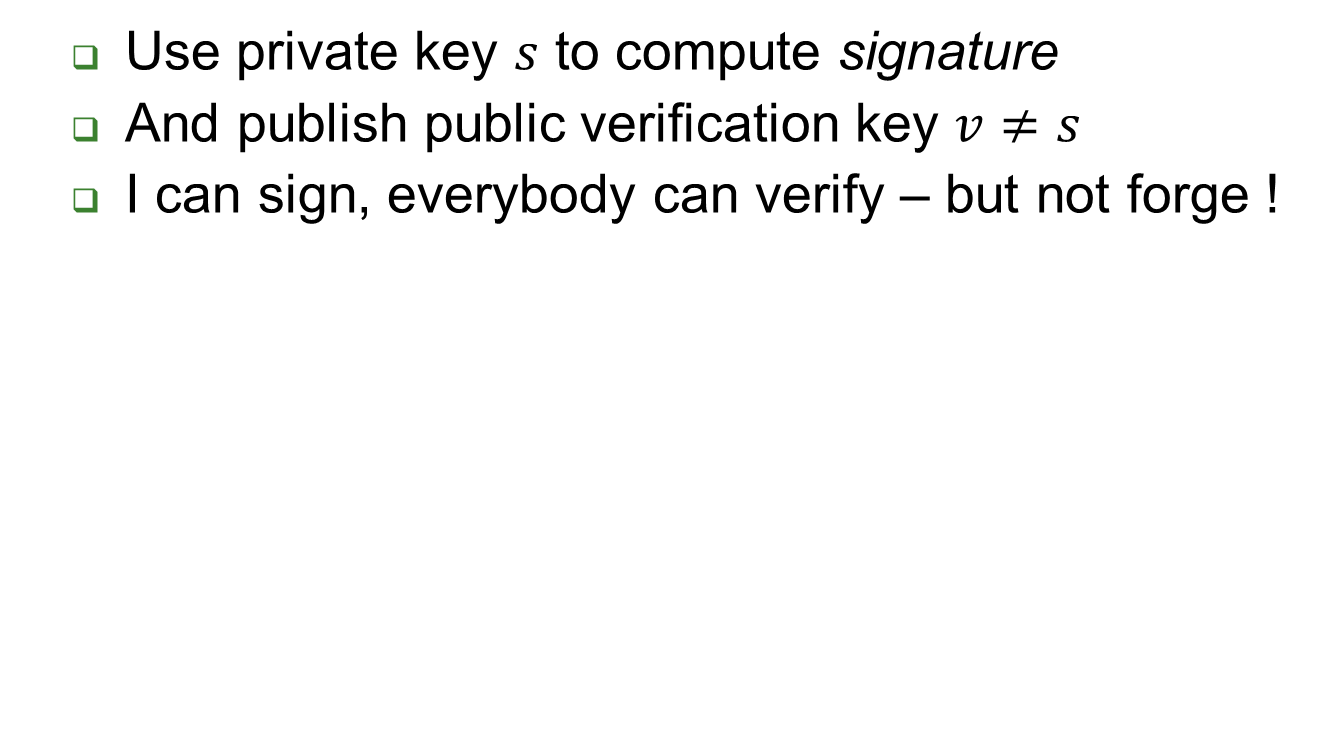 ❑ Use private key 𝑠 to compute signature
❑ And publish public verification key 𝑣 ≠ 𝑠
❑ I can sign, everybody can verify – but not forge !